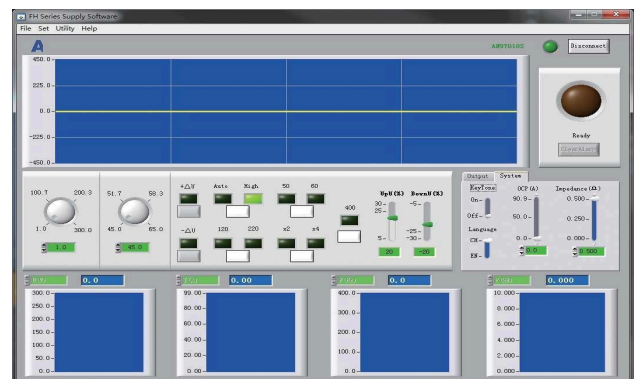 FH Series Supply Software
File Set Utility Help
A
Disconnect
450.0
225.0
0.0
-225.0
-450.0
Ready
Clear Alarm
100.7 200.3
1.0 300.0
1.0
51.7 58.3
45.0 65.0
45.0
+△U Auto High 50 60
-△U 120 220 x2 x4
400
UpU(%) DownU(%)
30 -5
25
-25
5 -30
20 -20
Output System
KeyTone OCP(A) Impedance(Ω)
On 90.9 0.500
Off 50.0 0.250
Language
CH 0.0 0.000
EN 0.0 0.500
0.0 0.00 0.0 0.000
300.0 99.00 400.0 10.000
250.0 80.00 8.000
200.0 300.0
150.0 60.00 200.0 6.000
100.0 40.00 4.000
50.0 20.00 100.0 2.000
0.0 0.00 0.0 0.000